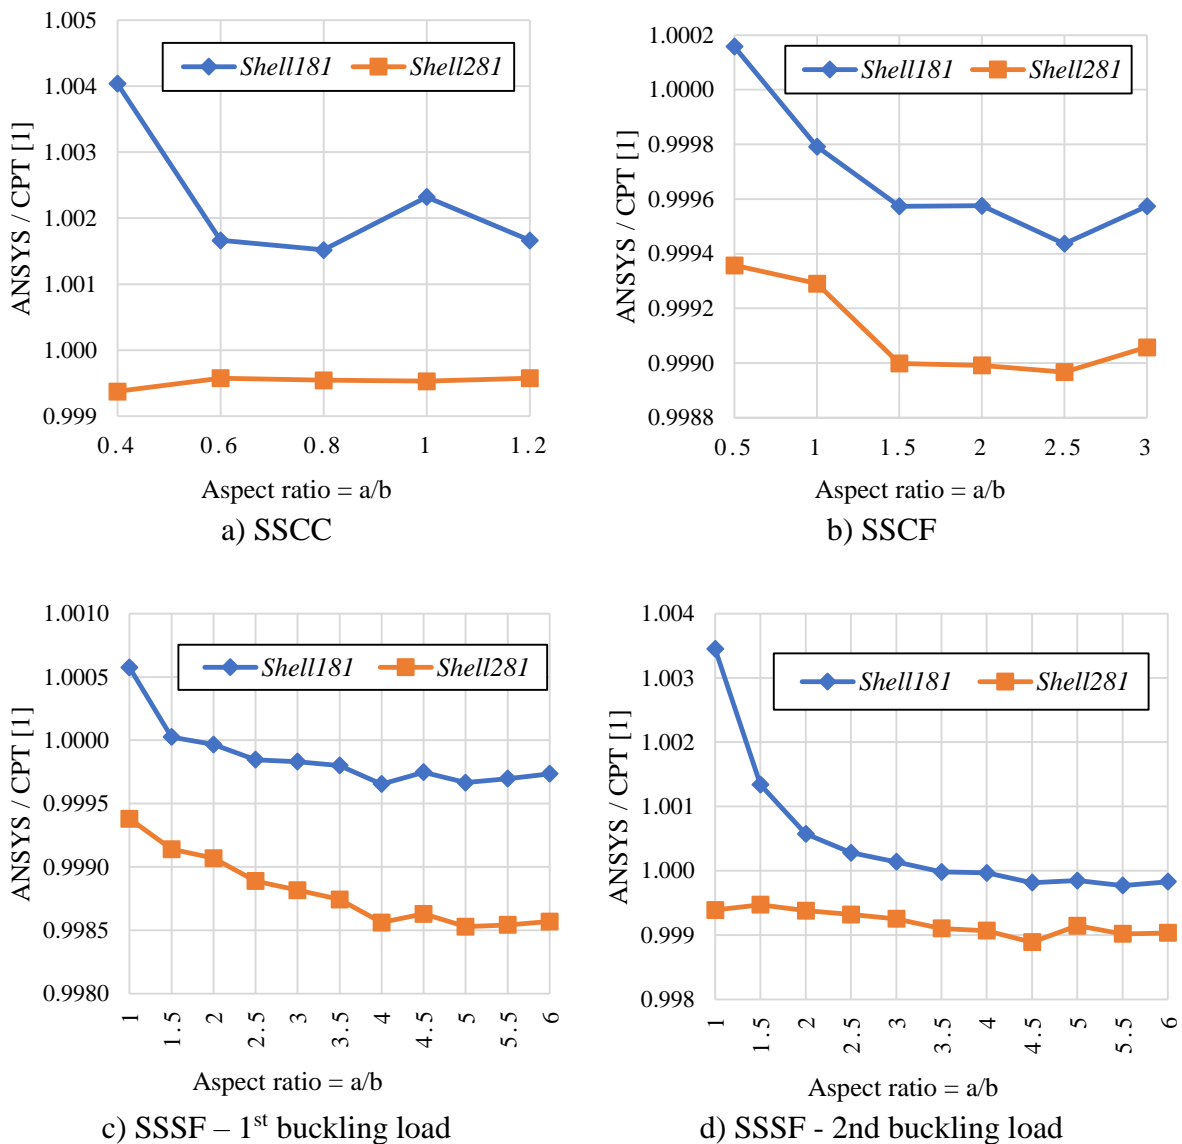 1.005
1.004
1.003
1.002
1.001
1.000
0.999
ANSYS / CPT [1]
Shell181 Shell281
0.4 0.6 0.8 1 1.2
Aspect ratio = a/b
a) SSCC
1.0002
1.0000
0.9998
0.9996
0.9994
0.9992
0.9990
0.9988
ANSYS / CPT [1]
Shell181 Shell281
0.5 1 1.5 2 2.5 3
Aspect ratio = a/b
b) SSCF
1.0010
1.0005
1.0000
0.9995
0.9990
0.9985
0.9980
ANSYS / CPT [1]
Shell181 Shell281
1 1.5 2 2.5 3 3.5 4 4.5 5 5.5 6
Aspect ratio = a/b
c) SSSF – 1st buckling load
1.004
1.003
1.002
1.001
1.000
0.999
0.998
ANSYS / CPT [1]
Shell181 Shell281
1 1.5 2 2.5 3 3.5 4 4.5 5 5.5 6
Aspect ratio = a/b
d) SSSF - 2nd buckling load